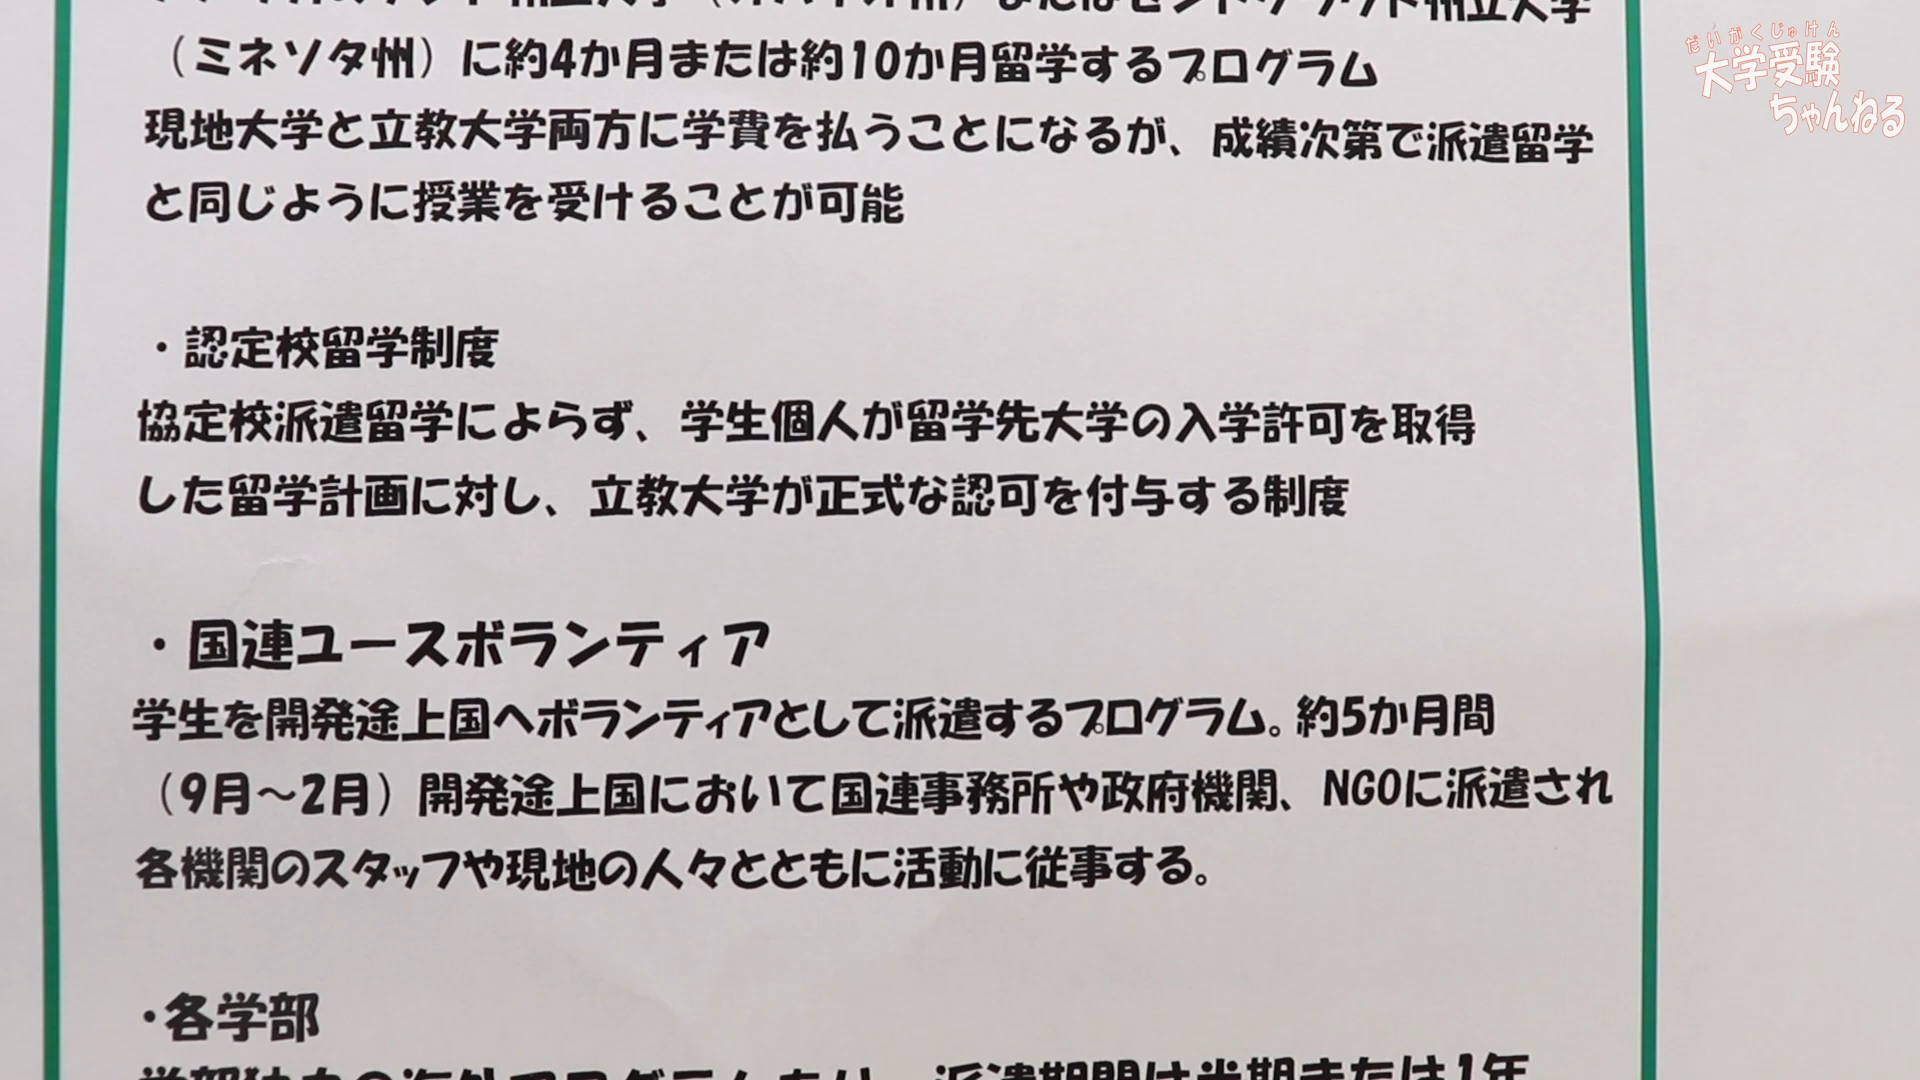 （ミネソタ州）に約4か月または約10か月留学するプログラム
現地大学と立教大学両方に学費を払うことになるが、成績次第で派遣留学
と同じように授業を受けることが可能
・認定校留学制度
協定校派遣留学によらず、学生個人が留学先大学の入学許可を取得
した留学計画に対し、立教大学が正式な認可を付与する制度
・国連ユースボランティア
学生を開発途上国へボランティアとして派遣するプログラム。約5か月間
（9月～2月）開発途上国において国連事務所や政府機関、NGOに派遣され
各機関のスタッフや現地の人々とともに活動に従事する。
・各学部
だいがくじゅけん
大学受験
ちゃんねる